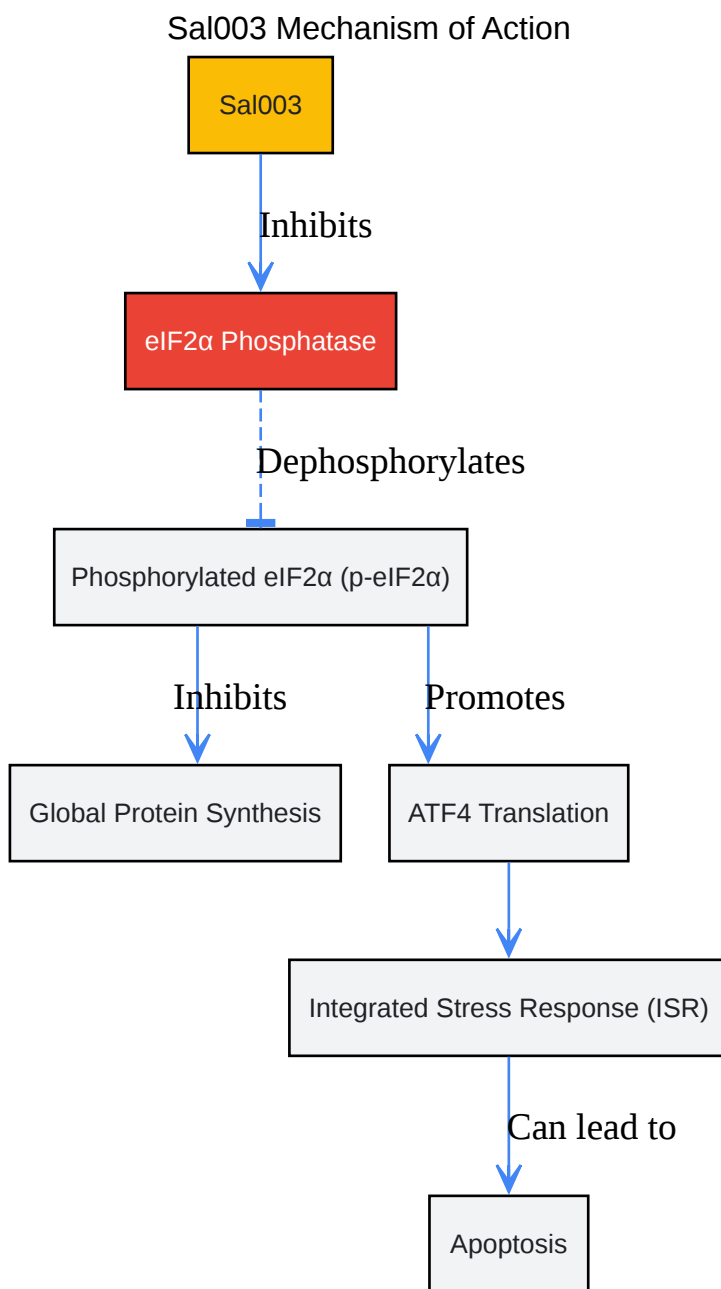 Sal003 Mechanism of Action
Sal003
Inhibits
eIF2α Phosphatase
Dephosphorylates
Phosphorylated eIF2α (p-eIF2α)
Inhibits
Promotes
Global Protein Synthesis
ATF4 Translation
Integrated Stress Response (ISR)
Can lead to
Apoptosis